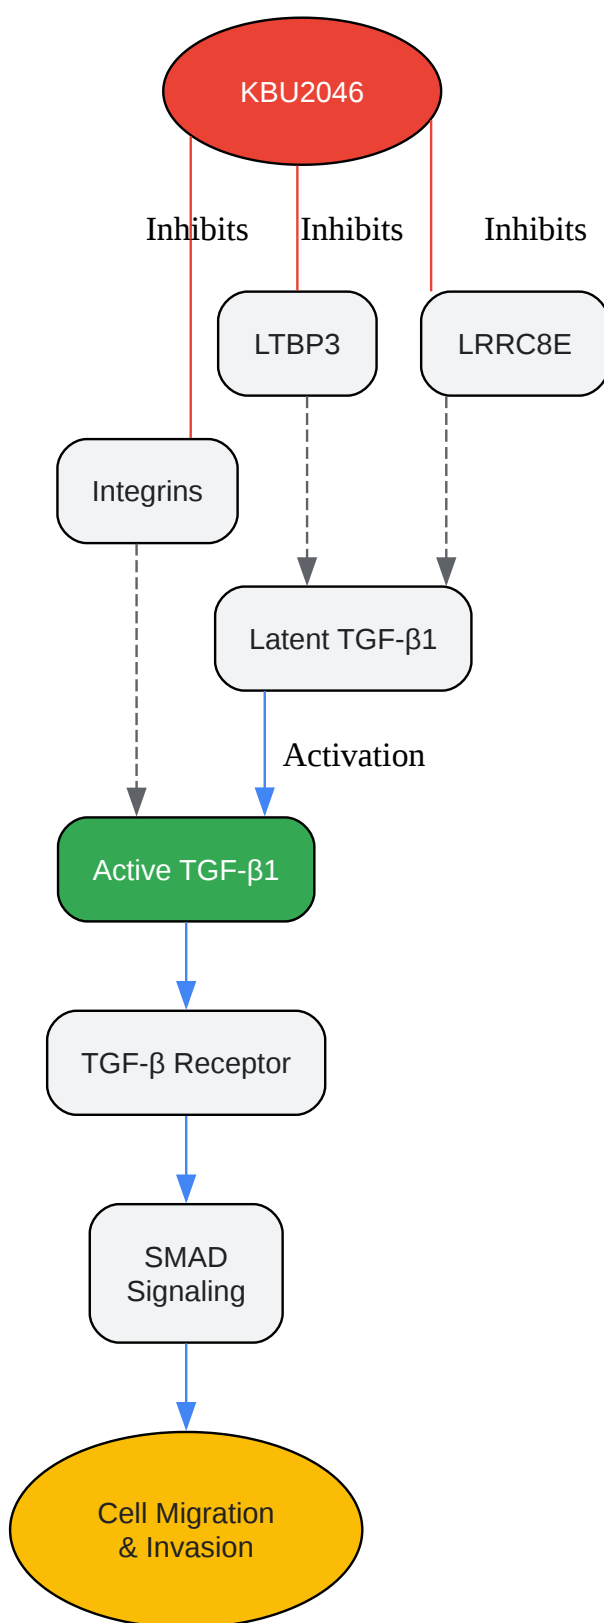 KBU2046
Inhibits
Inhibits
Inhibits
LTBP3
LRRC8E
Integrins
Latent TGF-β1
Activation
Active TGF-β1
TGF-β Receptor
SMAD
Signaling
Cell Migration
& Invasion